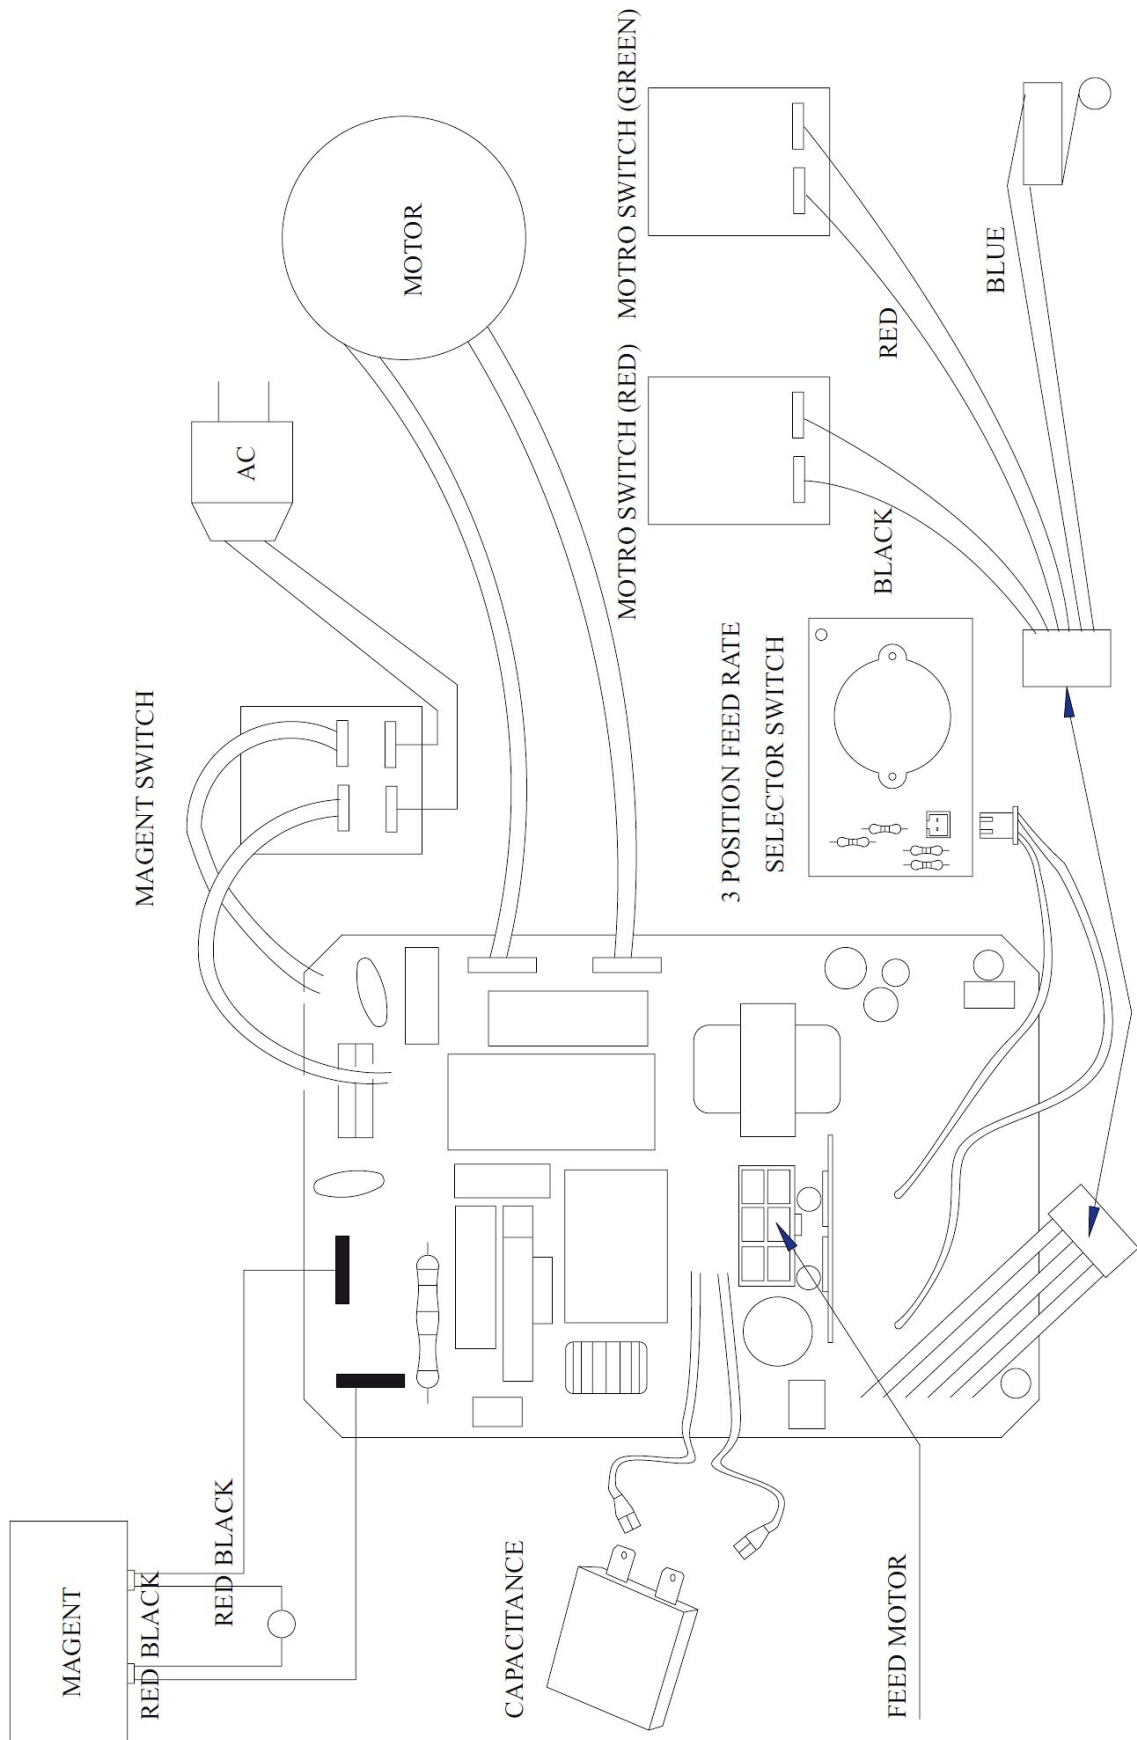 MAGENT
RED BLACK
RED BLACK
MAGENT SWITCH
AC
MOTOR
CAPACITANCE
FEED MOTOR
3 POSITION FEED RATE
SELECTOR SWITCH
MOTRO SWITCH (RED)
MOTRO SWITCH (GREEN)
BLACK
RED
BLUE